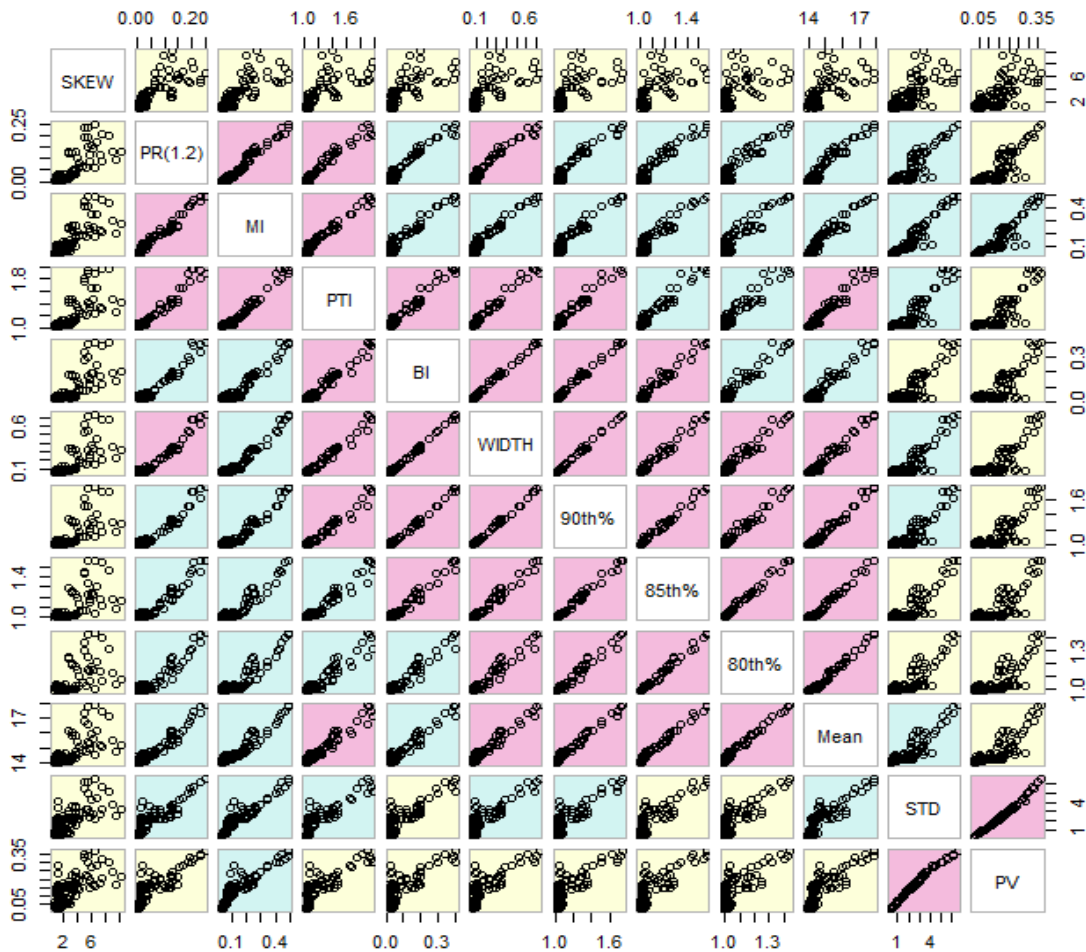 0.00 0.20 1.0 1.6 0.1 0.6 1.0 1.4 14 17 0.05 0.35
SKEW
2 6
0.00 0.25
PR(1.2)
MI
0.1 0.4
1.0 1.8
PTI
BI
0.0 0.3
0.1 0.6
WIDTH
90th%
1.0 1.6
1.0 1.4
85th%
80th%
1.0 1.3
14 17
Mean
STD
1 4
0.05 0.35
PV
2 6 0.1 0.4 0.0 0.3 1.0 1.6 1.0 1.3 1 4